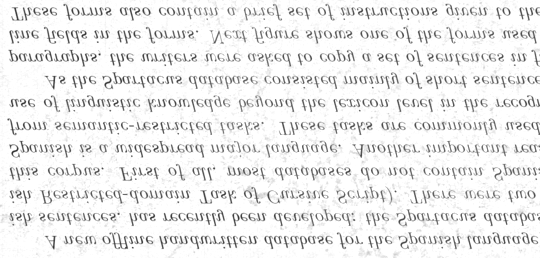 A new offline handwritten database for the Spanish language
ish sentences, has recently been developed: the Spartacus databas
ish Restricted-domain Task of Cursive Script). There were two
this corpus. First of all, most databases do not contain Spani
Spanish is a widespread major language. Another important rea
from semantic-restricted tasks. These tasks are commonly used
use of linguistic knowledge beyond the lexicon level in the recogn
As the Spartacus database consisted mainly of short sentence
paragraphs, the writers were asked to copy a set of sentences in f
line fields in the forms. Next figure shows one of the forms used
These forms also contain a brief set of instructions given to the